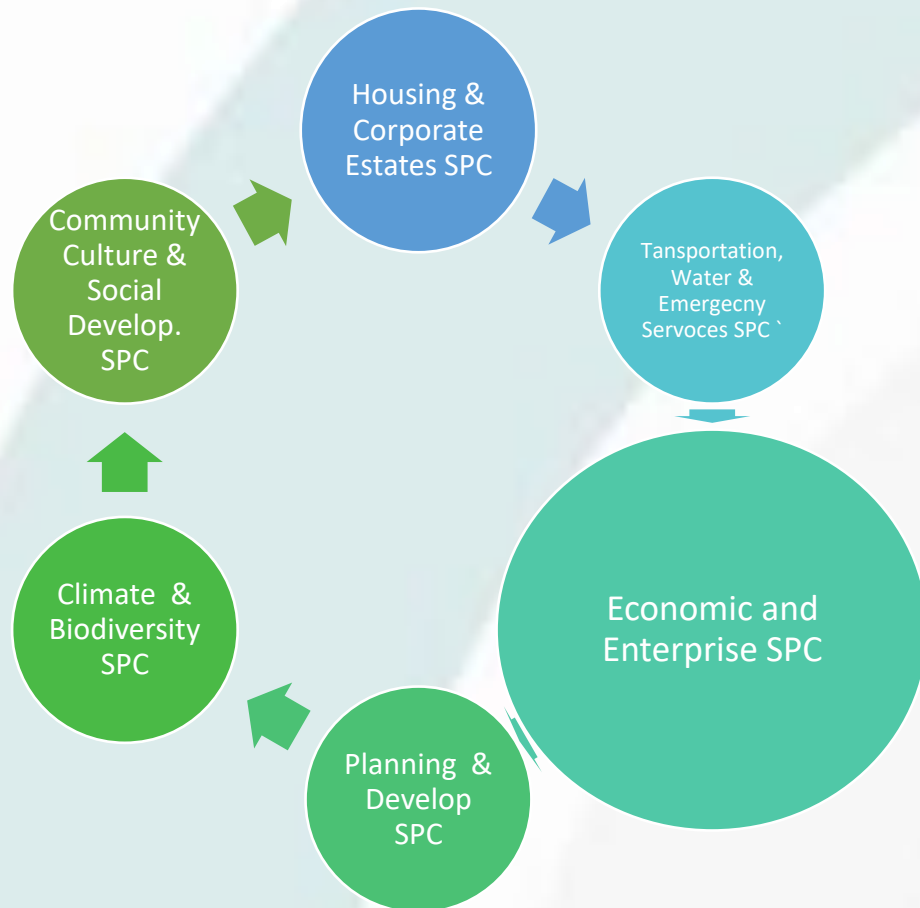 Housing &
Corporate
Estates SPC
Tansportation,
Water &
Emergecny
Servoces SPC `
Economic and
Enterprise SPC
Planning  &
Develop
SPC
Climate  &
Biodiversity
SPC
Community
Culture &
Social
Develop.
SPC